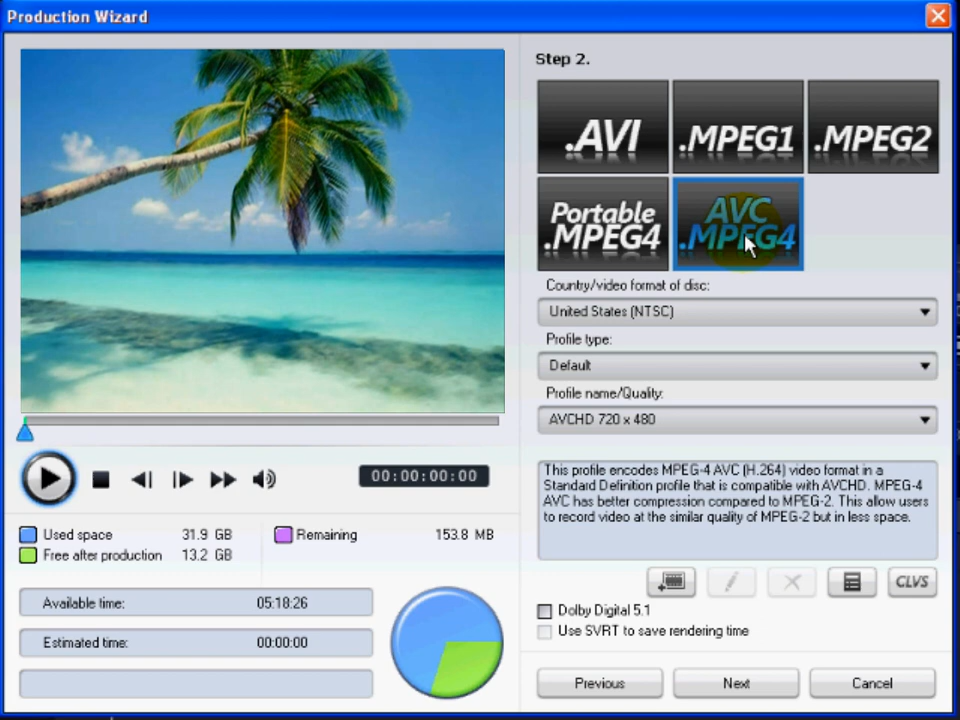 Production Wizard
Step 2.
.AVI
.MPEG1
.MPEG2
Portable
.MPEG4
AVC
.MPEG4
Country/video format of disc:
United States (NTSC)
Profile type:
Default
Profile name/Quality:
AVCHD 720 x 480
This profile encodes MPEG-4 AVC (H.264) video format in a
Standard Definition profile that is compatible with AVCHD. MPEG-4
AVC has better compression compared to MPEG-2. This allow users
to record video at the similar quality of MPEG-2 but in less space.
CLVS
Dolby Digital 5.1
Use SVRT to save rendering time
Previous
Next
Cancel
00:00:00:00
Used space 31.9 GB
Remaining 153.8 MB
Free after production 13.2 GB
Available time: 05:18:26
Estimated time: 00:00:00